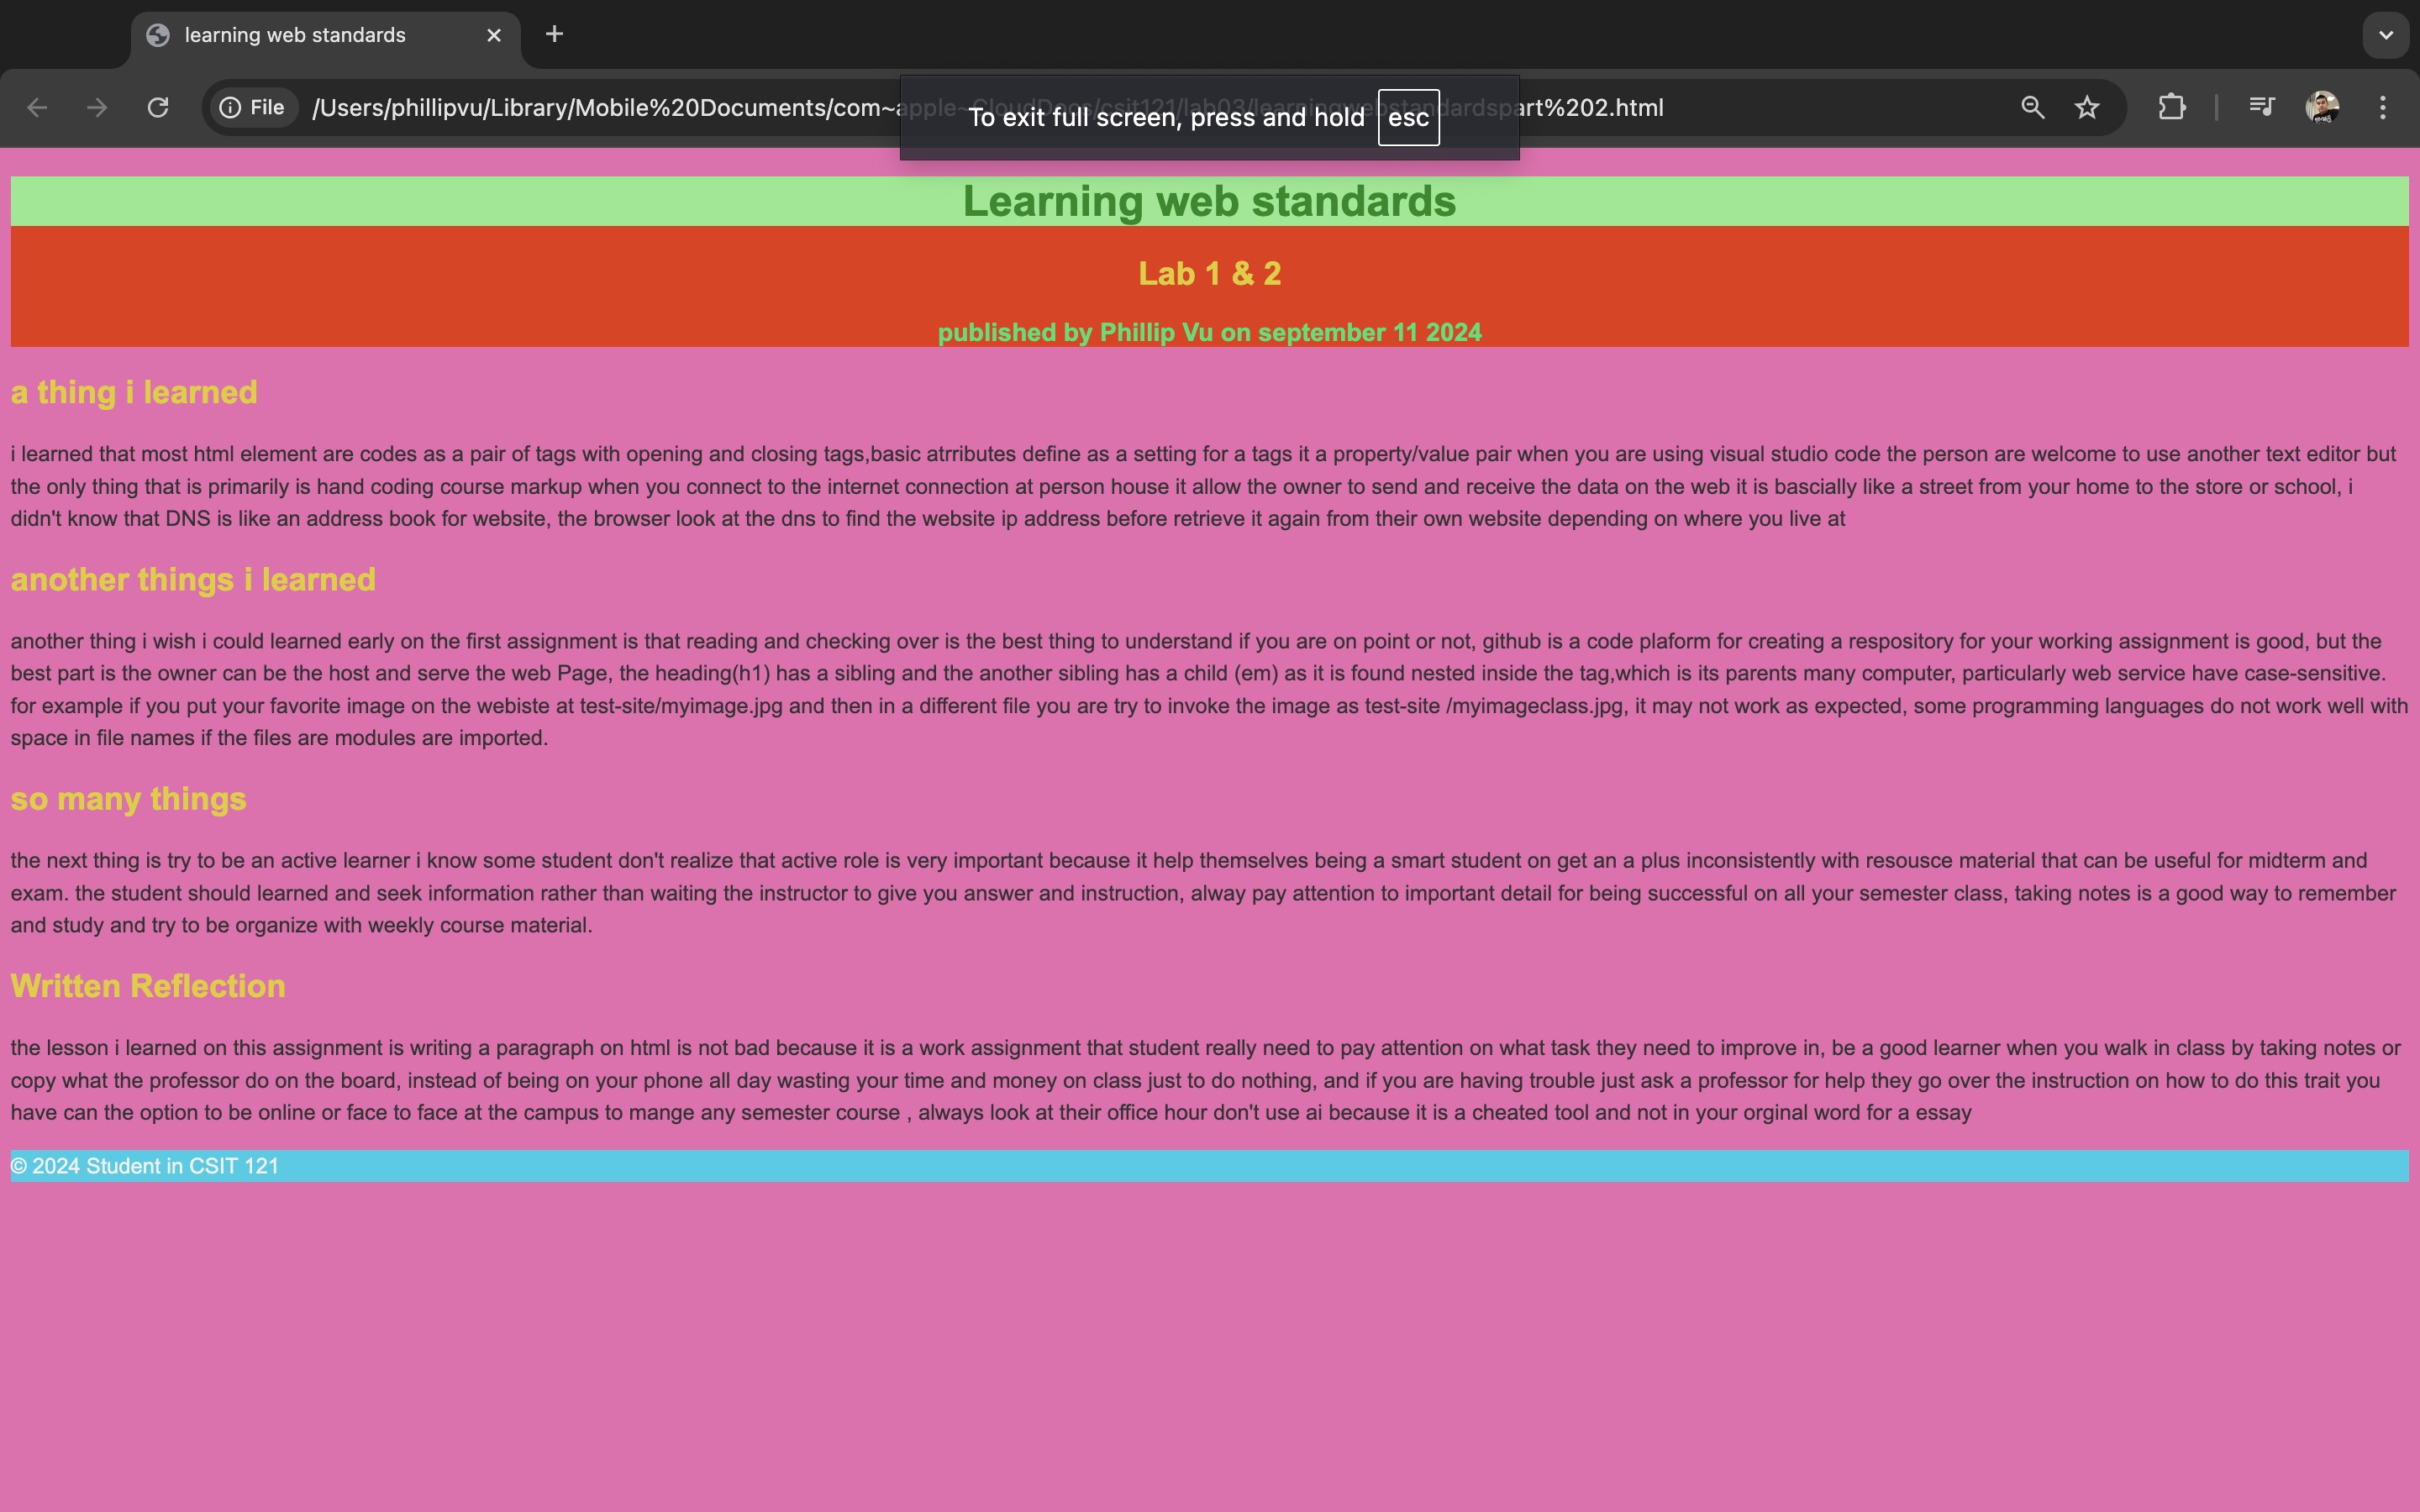 learning web standards
File /Users/phillipvu/Library/Mobile%20Documents/com~apple~CloudDocs/csit121/lab03/learningwebstandardspart%202.html
To exit full screen, press and hold esc
Learning web standards
Lab 1 & 2
published by Phillip Vu on september 11 2024
a thing i learned
i learned that most html element are codes as a pair of tags with opening and closing tags,basic atrributes define as a setting for a tags it a property/value pair when you are using visual studio code the person are welcome to use another text editor but
the only thing that is primarily is hand coding course markup when you connect to the internet connection at person house it allow the owner to send and receive the data on the web it is bascially like a street from your home to the store or school, i
didn't know that DNS is like an address book for website, the browser look at the dns to find the website ip address before retrieve it again from their own website depending on where you live at
another things i learned
another thing i wish i could learned early on the first assignment is that reading and checking over is the best thing to understand if you are on point or not, github is a code plaform for creating a respository for your working assignment is good, but the
best part is the owner can be the host and serve the web Page, the heading(h1) has a sibling and the another sibling has a child (em) as it is found nested inside the tag,which is its parents many computer, particularly web service have case-sensitive.
for example if you put your favorite image on the webiste at test-site/myimage.jpg and then in a different file you are try to invoke the image as test-site /myimageclass.jpg, it may not work as expected, some programming languages do not work well with
space in file names if the files are modules are imported.
so many things
the next thing is try to be an active learner i know some student don't realize that active role is very important because it help themselves being a smart student on get an a plus inconsistently with resousce material that can be useful for midterm and
exam. the student should learned and seek information rather than waiting the instructor to give you answer and instruction, alway pay attention to important detail for being successful on all your semester class, taking notes is a good way to remember
and study and try to be organize with weekly course material.
Written Reflection
the lesson i learned on this assignment is writing a paragraph on html is not bad because it is a work assignment that student really need to pay attention on what task they need to improve in, be a good learner when you walk in class by taking notes or
copy what the professor do on the board, instead of being on your phone all day wasting your time and money on class just to do nothing, and if you are having trouble just ask a professor for help they go over the instruction on how to do this trait you
have can the option to be online or face to face at the campus to mange any semester course , always look at their office hour don't use ai because it is a cheated tool and not in your orginal word for a essay
© 2024 Student in CSIT 121